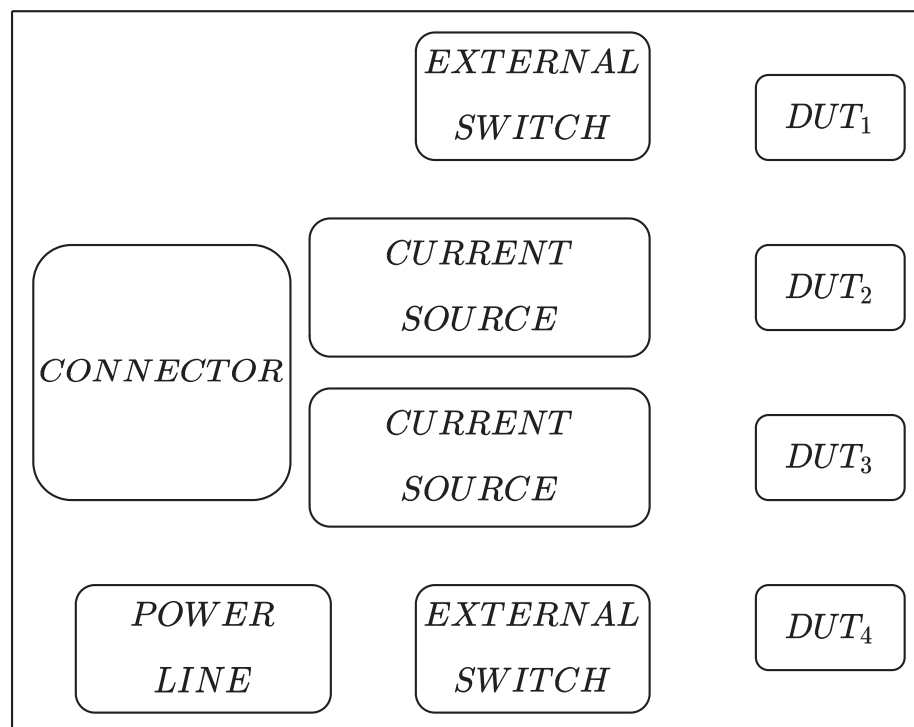 EXTERNAL
SWITCH
DUT₁
CURRENT
SOURCE
DUT₂
CONNECTOR
CURRENT
SOURCE
DUT₃
POWER
LINE
EXTERNAL
SWITCH
DUT₄